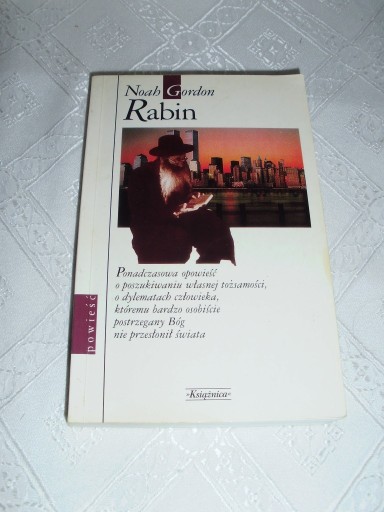 Noah Gordon
Rabin
Ponadczasowa opowieść
o poszukiwaniu własnej tożsamości,
o dylematach człowieka,
któremu bardzo osobiście
postrzegany Bóg
nie przesłonił świata
powieść
»Książnica«